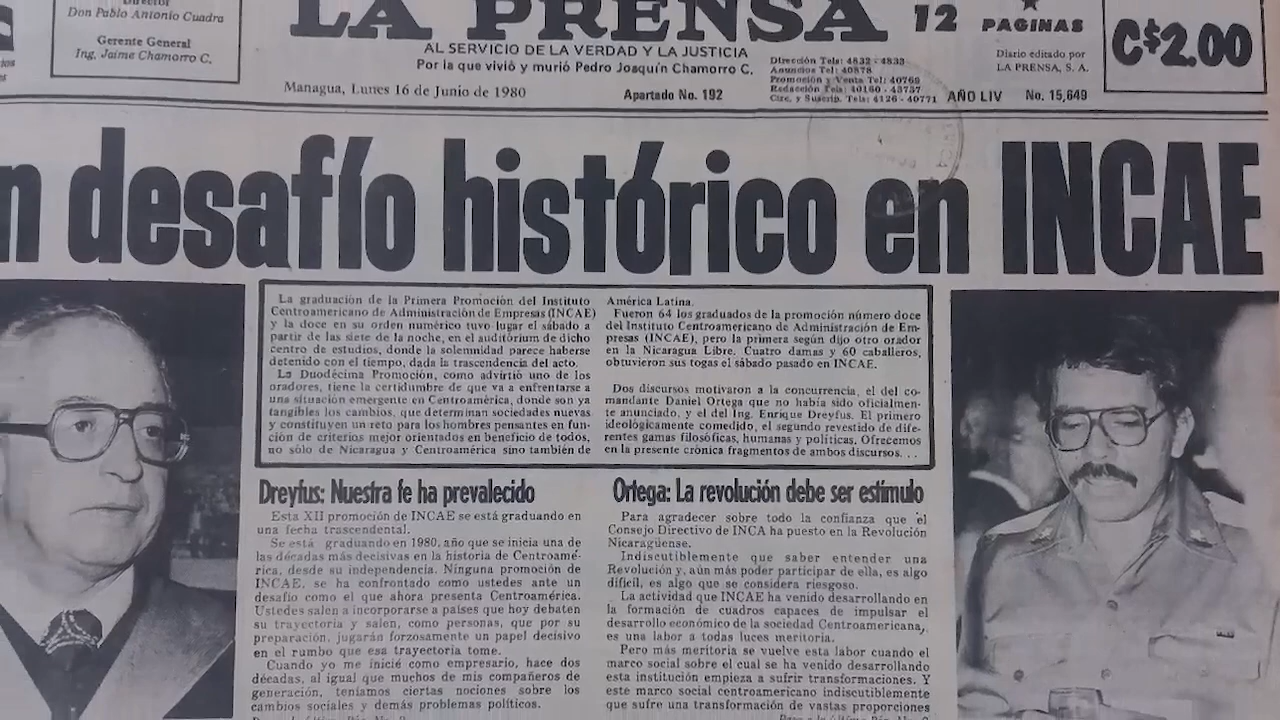 Director
Don Pablo Antonio Cuadra
Gerente General
Ing. Jaime Chamorro C.
LA PRENSA
AL SERVICIO DE LA VERDAD Y LA JUSTICIA
Por la que vivió y murió Pedro Joaquín Chamorro C.
Managua, Lunes 16 de Junio de 1980
Apartado No. 192
Dirección Tels: 4832 - 4833
Anuncios Tel: 40878
Promoción y Venta Tel: 40769
Redacción Tels: 40160 - 43737
Circ. y Suscrip. Tels: 4126 - 40771
12 PAGINAS
Diario editado por
LA PRENSA, S. A.
AÑO LIV No. 15,649
C$2.00
n desafío histórico en INCAE
La graduación de la Primera Promoción del Instituto
Centroamericano de Administración de Empresas (INCAE)
y la doce en su orden numérico tuvo lugar el sábado a
partir de las siete de la noche, en el auditórium de dicho
centro de estudios, donde la solemnidad parece haberse
detenido con el tiempo, dada la trascendencia del acto.
La Duodécima Promoción, como advirtió uno de los
oradores, tiene la certidumbre de que va a enfrentarse a
una situación emergente en Centroamérica, donde son ya
tangibles los cambios, que determinan sociedades nuevas
y constituyen un reto para los hombres pensantes en fun-
ción de criterios mejor orientados en beneficio de todos,
no sólo de Nicaragua y Centroamérica sino también de
América Latina.
Fueron 64 los graduados de la promoción número doce
del Instituto Centroamericano de Administración de Em-
presas (INCAE), pero la primera según dijo otro orador
en la Nicaragua Libre. Cuatro damas y 60 caballeros,
obtuvieron sus togas el sábado pasado en INCAE.
Dos discursos motivaron a la concurrencia, el del co-
mandante Daniel Ortega que no había sido oficialmen-
te anunciado, y el del Ing. Enrique Dreyfus. El primero
ideológicamente comedido, el segundo revestido de dife-
rentes gamas filosóficas, humanas y políticas. Ofrecemos
en la presente crónica fragmentos de ambos discursos. . .
Dreyfus: Nuestra fe ha prevalecido
Esta XII promoción de INCAE se está graduando en
una fecha trascendental.
Se está graduando en 1980, año que se inicia una de
las décadas más decisivas en la historia de Centroamé-
rica, desde su independencia. Ninguna promoción de
INCAE, se ha confrontado como ustedes ante un
desafío como el que ahora presenta Centroamérica.
Ustedes salen a incorporarse a países que hoy debaten
su trayectoria y salen, como personas, que por su
preparación, jugarán forzosamente un papel decisivo
en el rumbo que esa trayectoria tome.
Cuando yo me inicié como empresario, hace dos
décadas, al igual que muchos de mis compañeros de
generación, teníamos ciertas nociones sobre los
cambios sociales y demás problemas políticos.
Ortega: La revolución debe ser estímulo
Para agradecer sobre todo la confianza que el
Consejo Directivo de INCA ha puesto en la Revolución
Nicaragüense.
Indiscutiblemente que saber entender una
Revolución y, aun más poder participar de ella, es algo
difícil, es algo que se considera riesgoso.
La actividad que INCAE ha venido desarrollando en
la formación de cuadros capaces de impulsar el
desarrollo económico de la sociedad Centroamericana,
es una labor a todas luces meritoria.
Pero más meritoria se vuelve esta labor cuando el
marco social sobre el cual se ha venido desarrollando
esta institución empieza a sufrir transformaciones. Y
este marco social centroamericano indiscutiblemente
que sufre una transformación de vastas proporciones